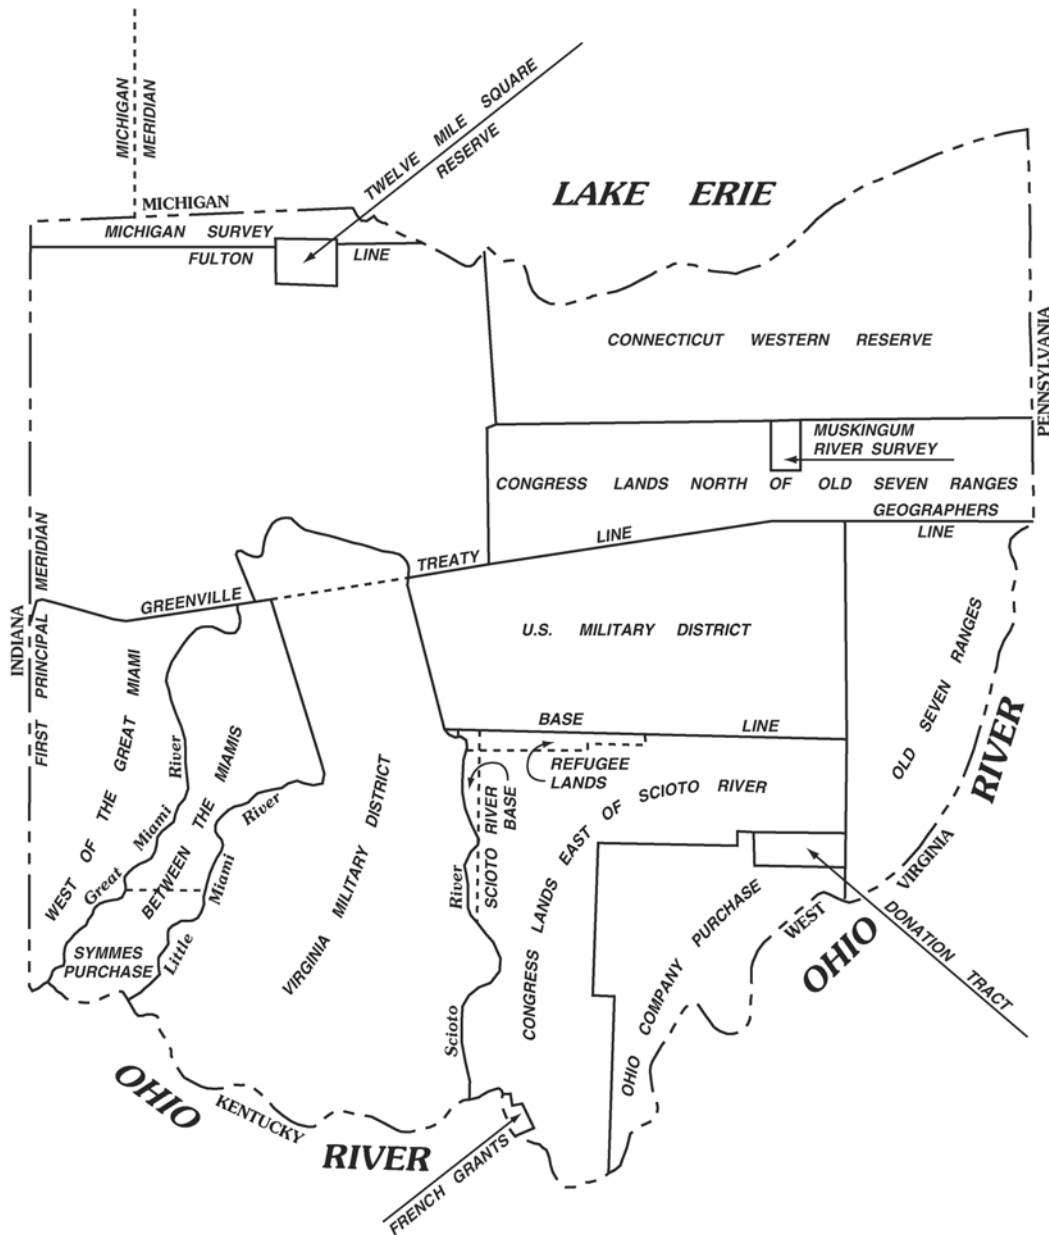 MICHIGAN
MERIDIAN
TWELVE MILE SQUARE
RESERVE
LAKE ERIE
MICHIGAN
MICHIGAN SURVEY
FULTON LINE
CONNECTICUT WESTERN RESERVE
PENNSYLVANIA
MUSKINGUM
RIVER SURVEY
CONGRESS LANDS NORTH OF OLD SEVEN RANGES
GEOGRAPHERS
LINE
GREENVILLE TREATY LINE
INDIANA
FIRST PRINCIPAL MERIDIAN
U.S. MILITARY DISTRICT
OLD SEVEN RANGES
WEST OF THE GREAT MIAMI
Great Miami River
BETWEEN THE MIAMIS
Little Miami River
SYMMES
PURCHASE
VIRGINIA MILITARY DISTRICT
BASE LINE
REFUGEE
LANDS
SCIOTO RIVER
BASE
Scioto River
CONGRESS LANDS EAST OF SCIOTO RIVER
OHIO COMPANY PURCHASE
DONATION TRACT
WEST VIRGINIA
OHIO RIVER
OHIO RIVER
KENTUCKY
FRENCH GRANTS